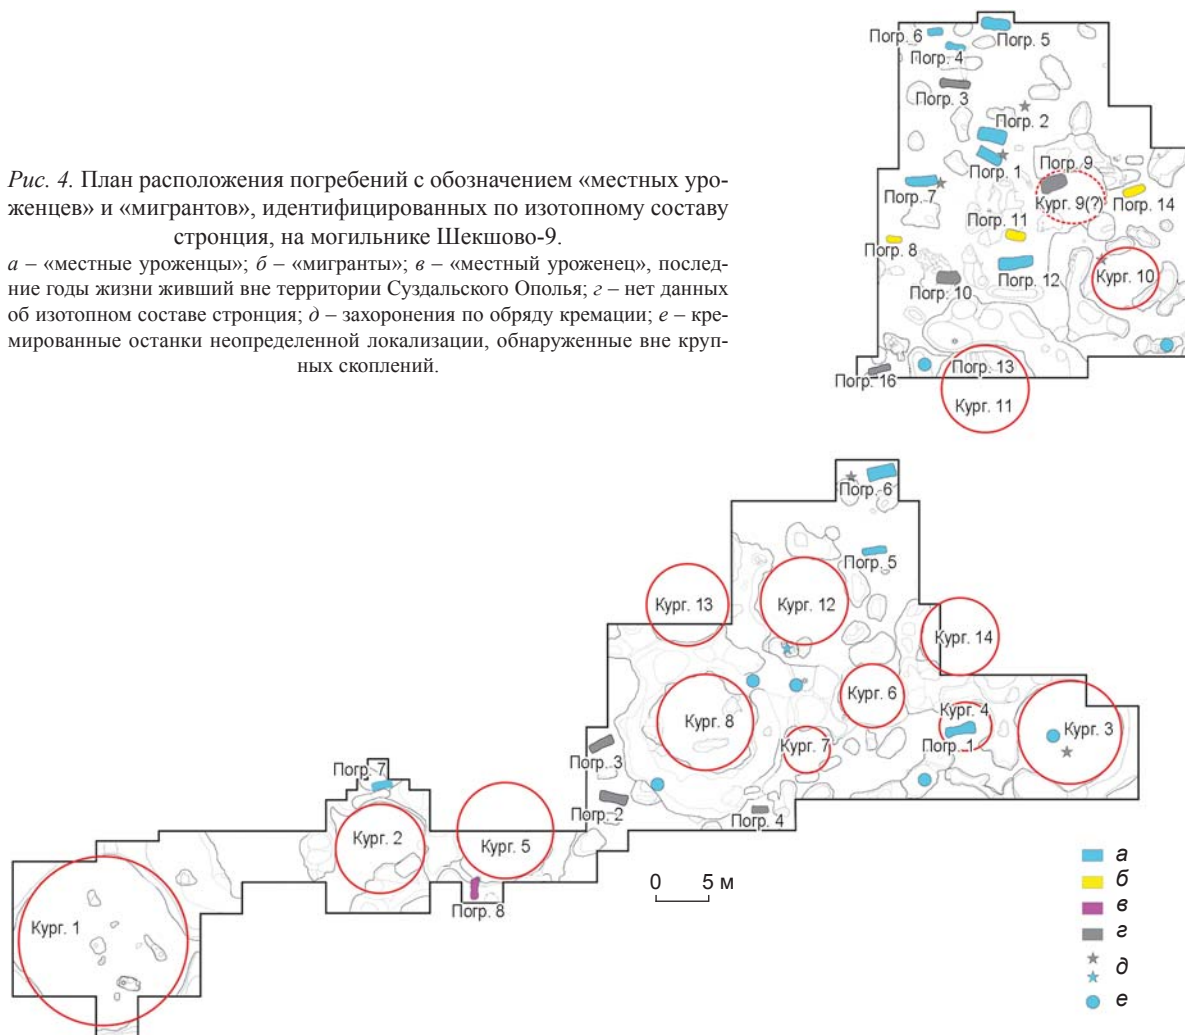 Рис. 4. План расположения погребений с обозначением «местных уро-
женцев» и «мигрантов», идентифицированных по изотопному составу
стронция, на могильнике Шекшово-9.
а – «местные уроженцы»; б – «мигранты»; в – «местный уроженец», послед-
ние годы жизни живший вне территории Суздальского Ополья; г – нет данных
об изотопном составе стронция; д – захоронения по обряду кремации; е – кре-
мированные останки неопределенной локализации, обнаруженные вне круп-
ных скоплений.
Погр. 6
Погр. 5
Погр. 4
Погр. 3
Погр. 2
Погр. 1
Погр. 9
Погр. 7
Кург. 9(?)
Погр. 14
Погр. 11
Погр. 8
Погр. 12
Кург. 10
Погр. 10
Погр. 13
Погр. 16
Кург. 11
Погр. 6
Погр. 5
Кург. 13
Кург. 12
Кург. 14
Кург. 6
Кург. 4
Кург. 8
Кург. 3
Кург. 7
Погр. 1
Погр. 3
Погр. 7
Погр. 2
Погр. 4
Кург. 2
Кург. 5
Погр. 8
Кург. 1
0 5 м
а
б
в
г
д
е